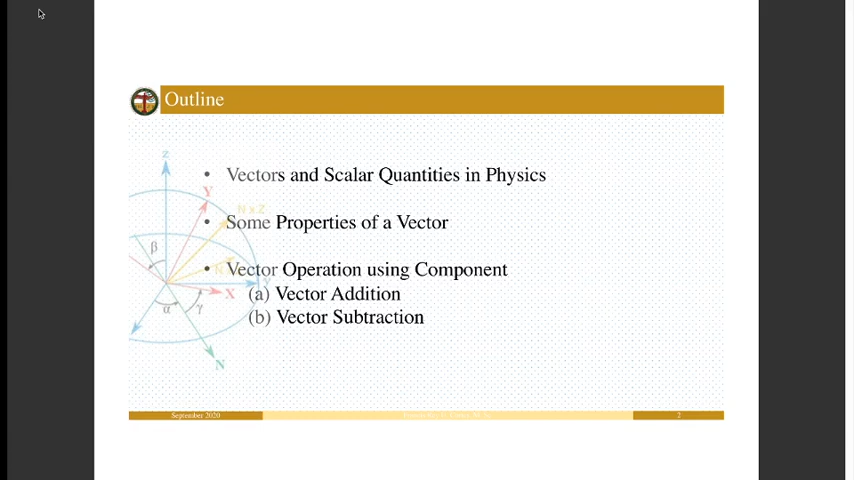 Outline
• Vectors and Scalar Quantities in Physics
• Some Properties of a Vector
• Vector Operation using Component
(a) Vector Addition
(b) Vector Subtraction
z
Y
N x Z
β
N
y
X
α
γ
N
September 2020
2